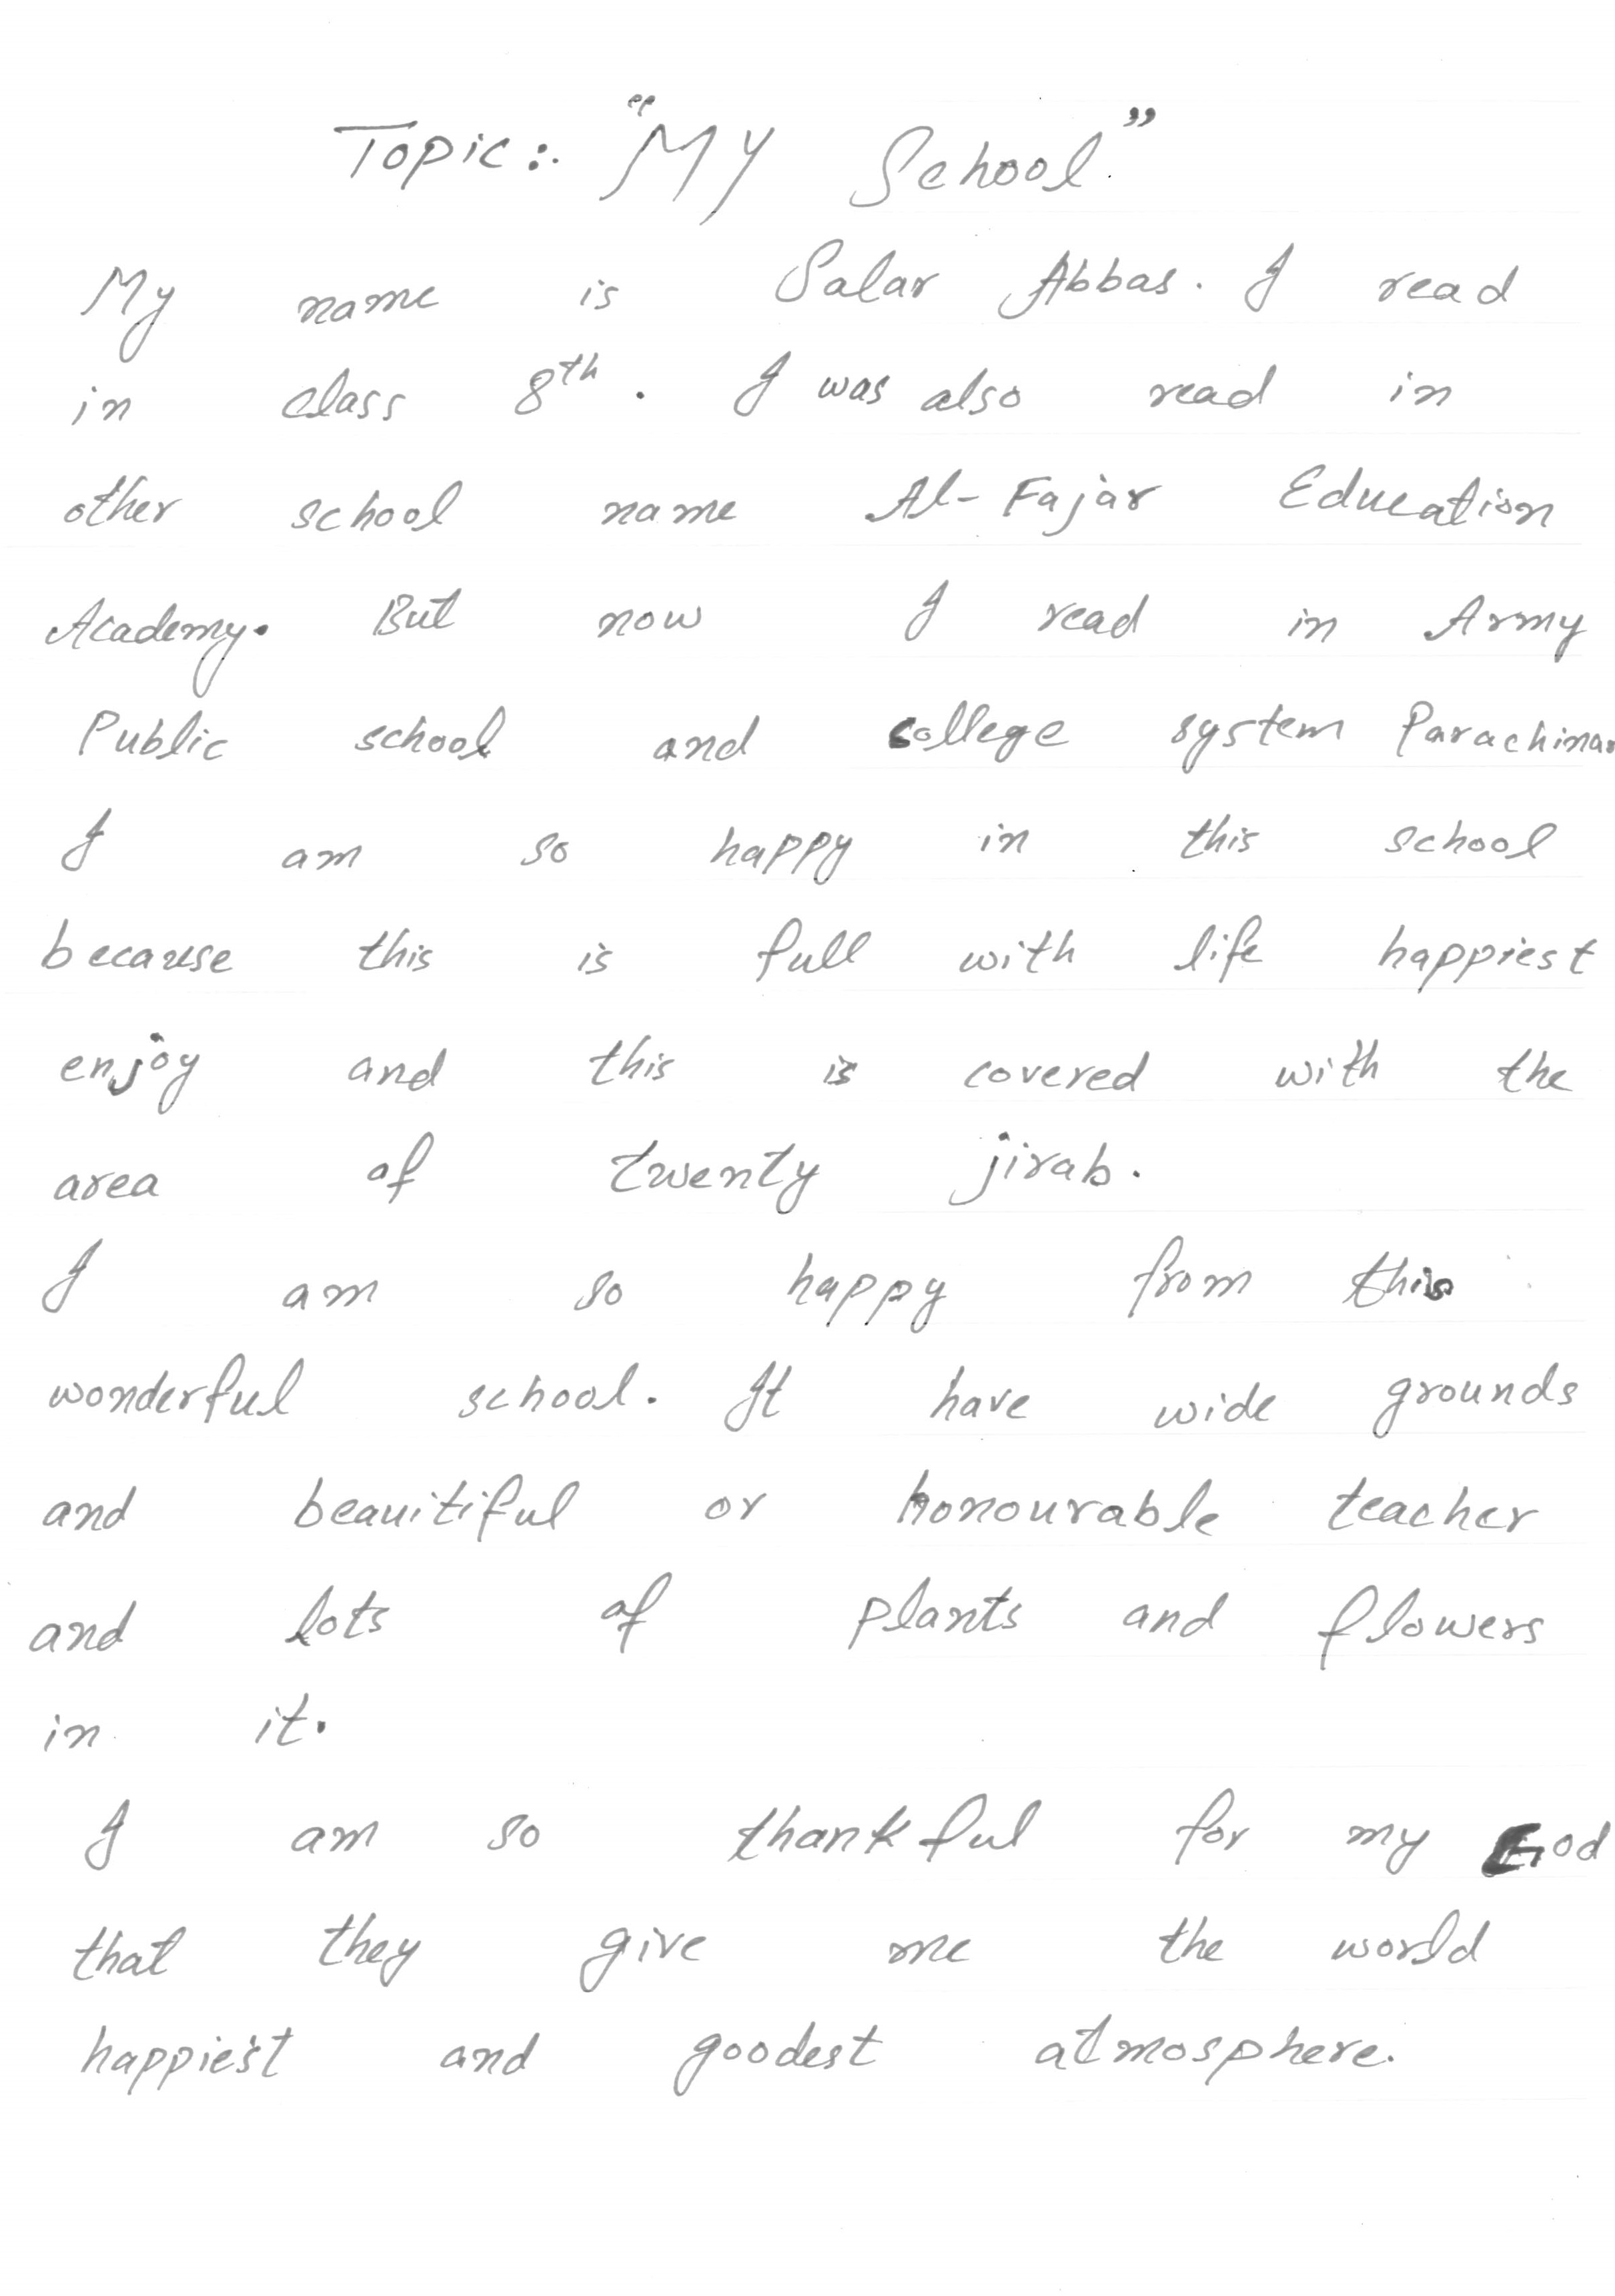 Topic:. "My School."
My name is Salar Abbas. I read
in class 8th. I was also read in
other school name Al-Fajar Education
Academy. But now I read in Army
Public school and college system Parachinar
I am so happy in this school
because this is full with life happiest
enjoy and this is covered with the
area of twenty jirab.
I am so happy from this
wonderful school. It have wide grounds
and beauitiful or honourable teacher
and lots of plants and flowers
in it.
I am so thankful for my God
that they give me the world
happiest and goodest atmosphere.